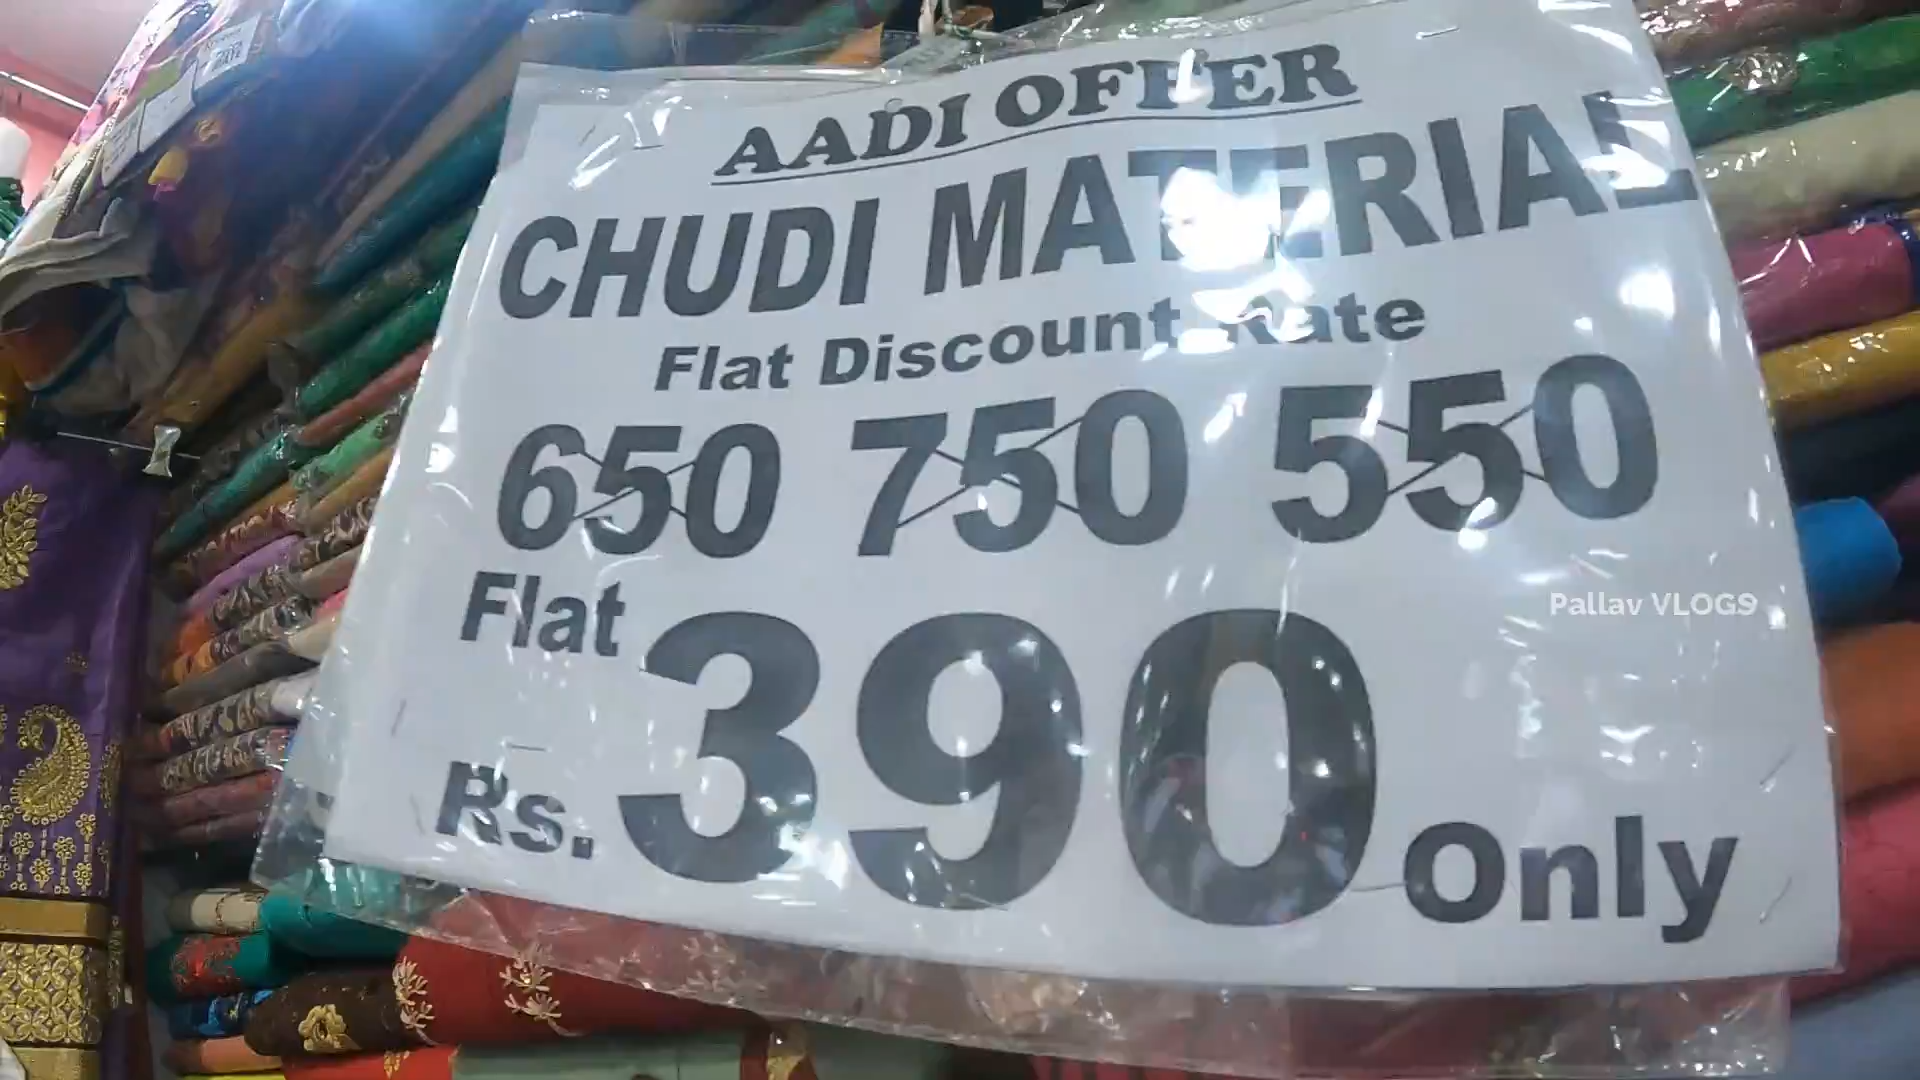 AADI OFFER
CHUDI MATERIAL
Flat Discount Rate
650 750 550
Flat
Rs. 390 Only
Pallav VLOGS